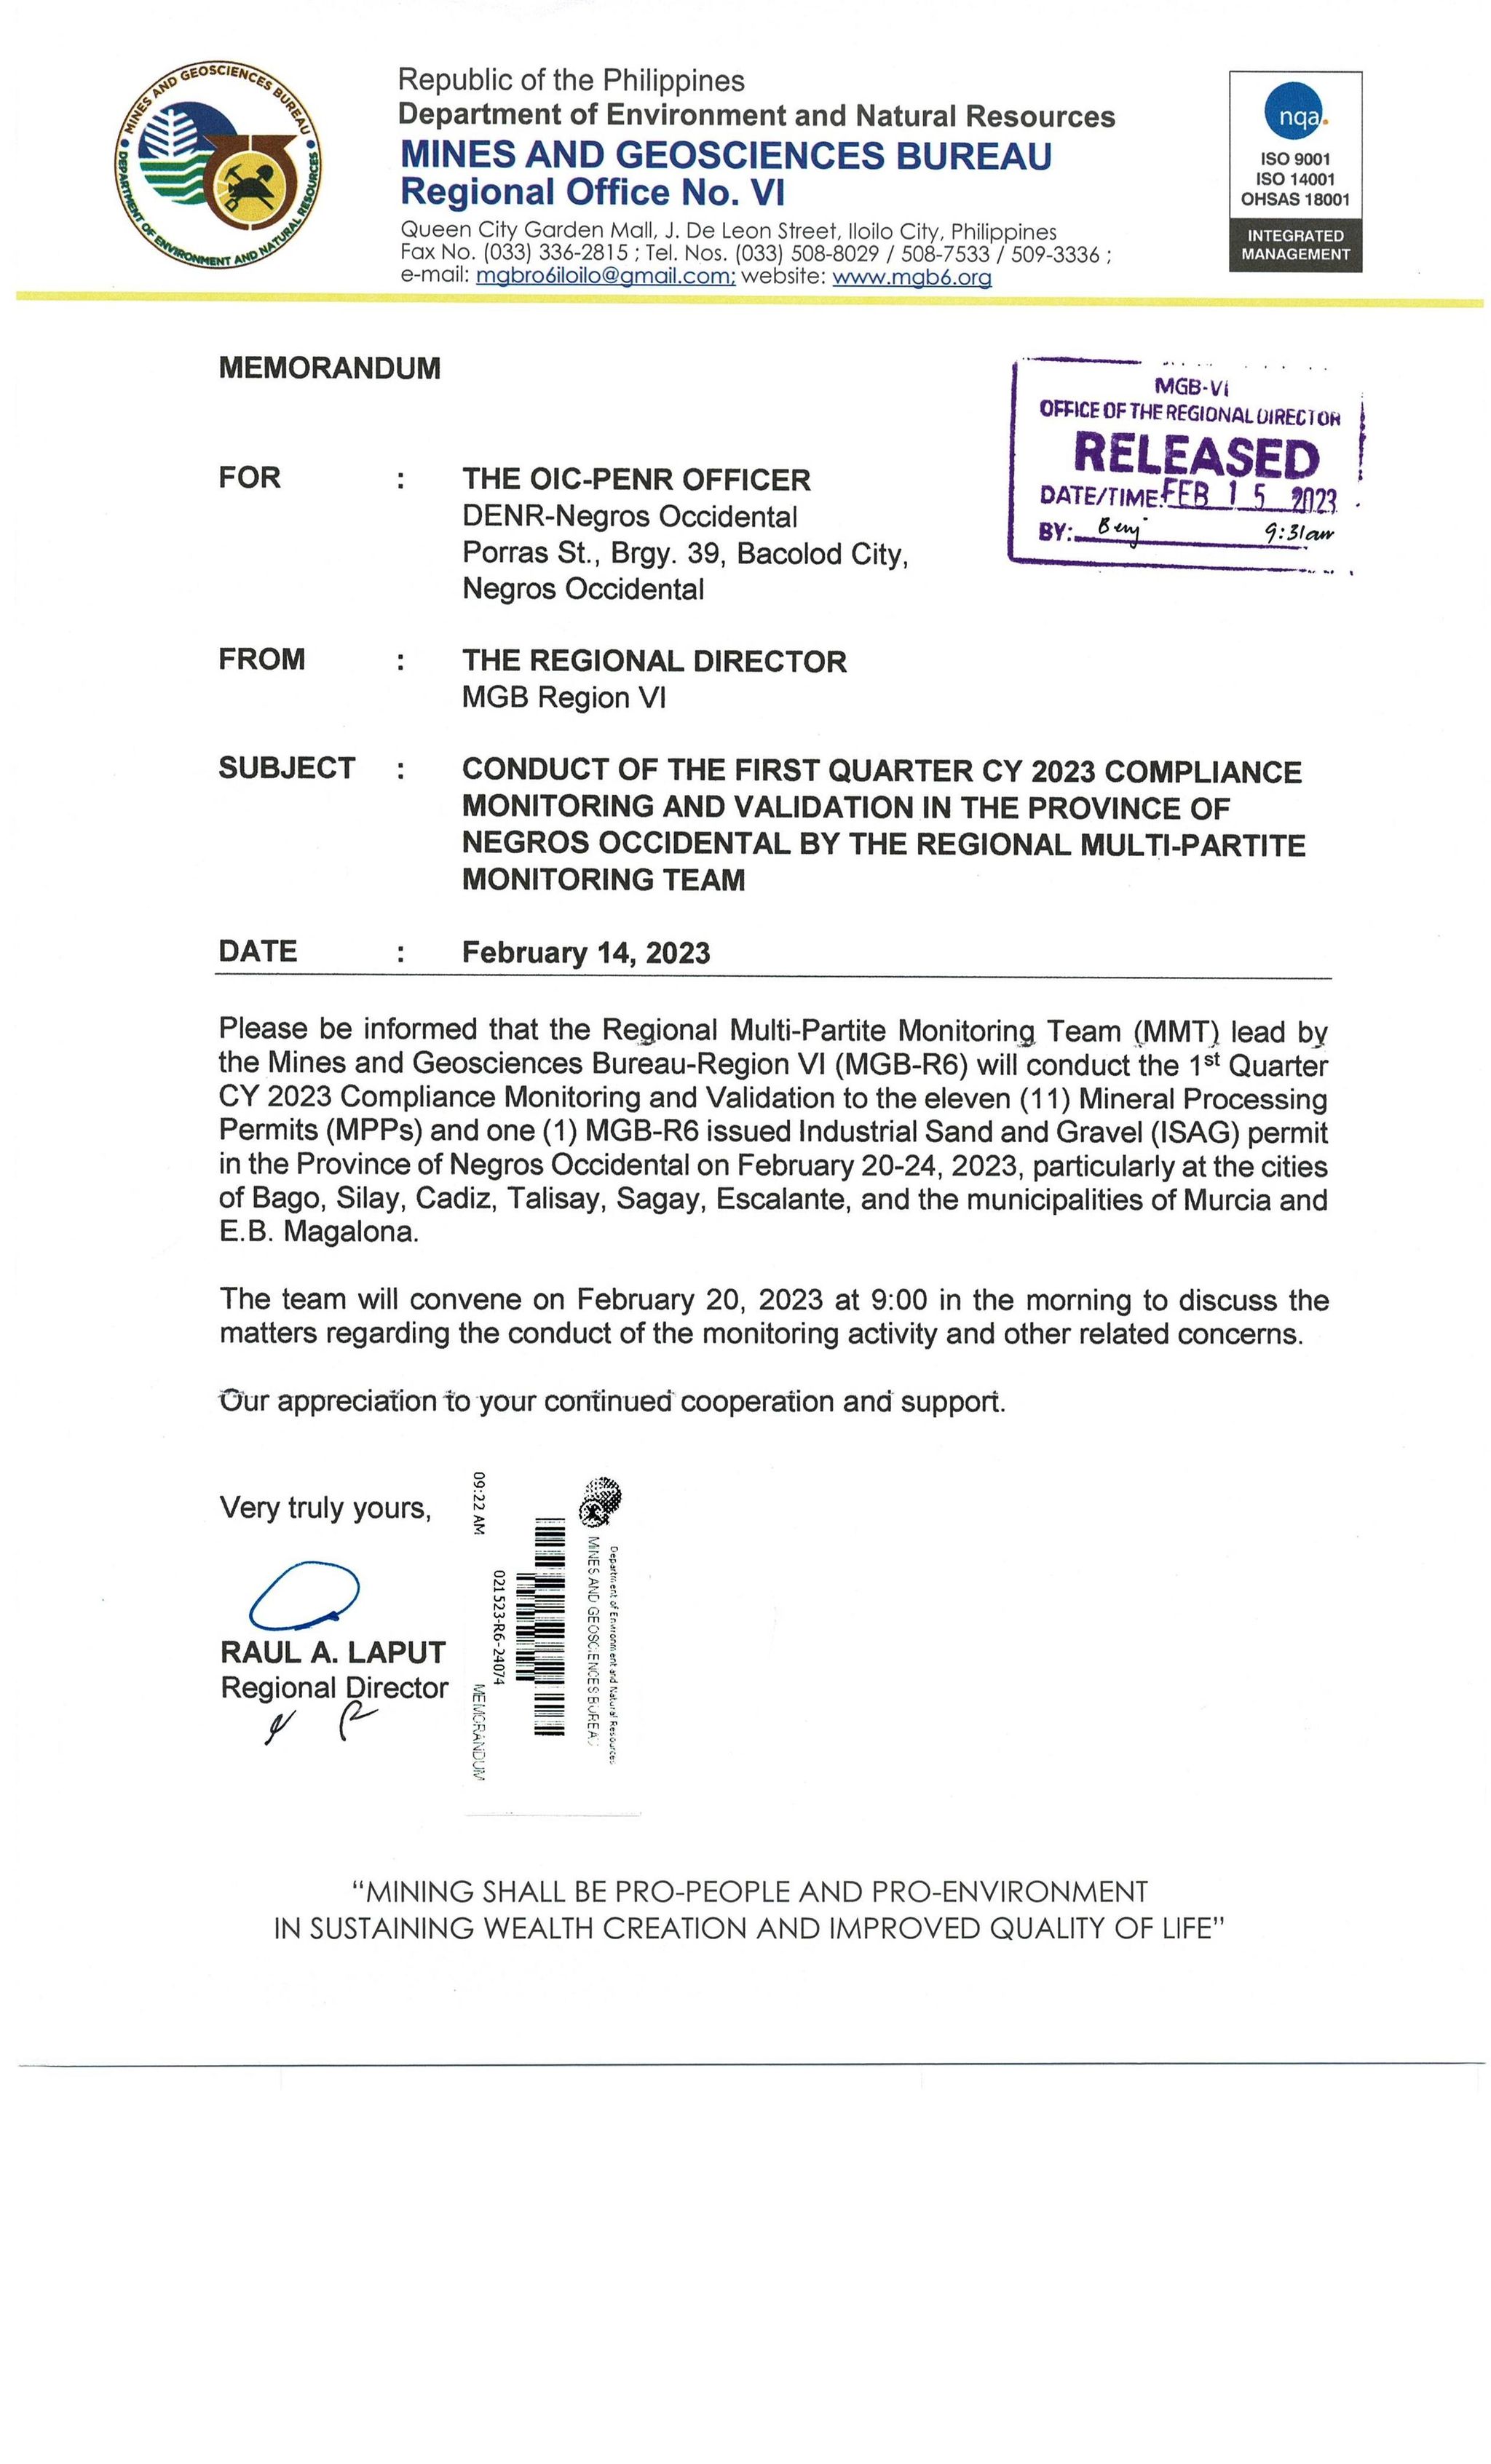 MINES AND GEOSCIENCES BUREAU
DEPARTMENT OF ENVIRONMENT AND NATURAL RESOURCES
Republic of the Philippines
Department of Environment and Natural Resources
MINES AND GEOSCIENCES BUREAU
Regional Office No. VI
Queen City Garden Mall, J. De Leon Street, Iloilo City, Philippines
Fax No. (033) 336-2815 ; Tel. Nos. (033) 508-8029 / 508-7533 / 509-3336 ;
e-mail: mgbro6iloilo@gmail.com; website: www.mgb6.org
nqa.
ISO 9001
ISO 14001
OHSAS 18001
INTEGRATED
MANAGEMENT
MEMORANDUM
MGB-VI
OFFICE OF THE REGIONAL DIRECTOR
RELEASED
DATE/TIME: FEB 15 2023
BY: Benj 9:31am
FOR : THE OIC-PENR OFFICER
DENR-Negros Occidental
Porras St., Brgy. 39, Bacolod City,
Negros Occidental
FROM : THE REGIONAL DIRECTOR
MGB Region VI
SUBJECT : CONDUCT OF THE FIRST QUARTER CY 2023 COMPLIANCE
MONITORING AND VALIDATION IN THE PROVINCE OF
NEGROS OCCIDENTAL BY THE REGIONAL MULTI-PARTITE
MONITORING TEAM
DATE : February 14, 2023
Please be informed that the Regional Multi-Partite Monitoring Team (MMT) lead by
the Mines and Geosciences Bureau-Region VI (MGB-R6) will conduct the 1st Quarter
CY 2023 Compliance Monitoring and Validation to the eleven (11) Mineral Processing
Permits (MPPs) and one (1) MGB-R6 issued Industrial Sand and Gravel (ISAG) permit
in the Province of Negros Occidental on February 20-24, 2023, particularly at the cities
of Bago, Silay, Cadiz, Talisay, Sagay, Escalante, and the municipalities of Murcia and
E.B. Magalona.
The team will convene on February 20, 2023 at 9:00 in the morning to discuss the
matters regarding the conduct of the monitoring activity and other related concerns.
Our appreciation to your continued cooperation and support.
Very truly yours,
RAUL A. LAPUT
Regional Director
Department of Environment and Natural Resources
MINES AND GEOSCIENCES BUREAU
021523-R6-24074
09:22 AM MEMORANDUM
“MINING SHALL BE PRO-PEOPLE AND PRO-ENVIRONMENT
IN SUSTAINING WEALTH CREATION AND IMPROVED QUALITY OF LIFE”